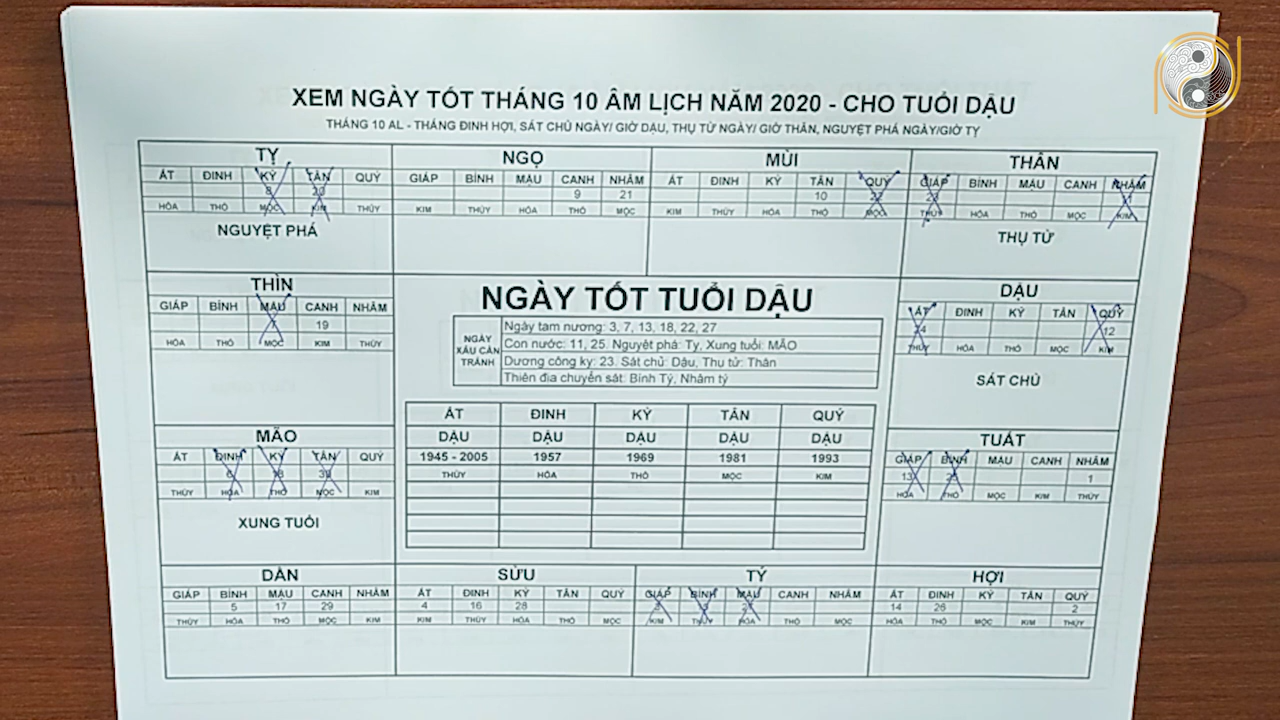 XEM NGÀY TỐT THÁNG 10 ÂM LỊCH NĂM 2020 - CHO TUỔI DẬU
THÁNG 10 AL - THÁNG ĐINH HỢI, SÁT CHỦ NGÀY/ GIỜ DẬU, THỤ TỬ NGÀY/ GIỜ THÂN, NGUYỆT PHÁ NGÀY/GIỜ TỴ
TỴ NGỌ MÙI THÂN
ẤT ĐINH KỶ TÂN QUÝ GIÁP BÍNH MẬU CANH NHÂM ẤT ĐINH KỶ TÂN QUÝ GIÁP BÍNH MẬU CANH NHÂM
8 20 9 21 10
HỎA THỔ MỘC KIM THỦY KIM THỦY HỎA THỔ MỘC KIM THỦY HỎA THỔ MỘC THỦY HỎA THỔ MỘC KIM
NGUYỆT PHÁ THỤ TỬ
THÌN
GIÁP BÍNH MẬU CANH NHÂM
19
HỎA THỔ MỘC KIM THỦY
NGÀY TỐT TUỔI DẬU
NGÀY XẤU CẦN TRÁNH
Ngày tam nương: 3, 7, 13, 18, 22, 27
Con nước: 11, 25. Nguyệt phá: Tỵ, Xung tuổi: MÃO
Dương công kỵ: 23. Sát chủ: Dậu, Thụ tử: Thân
Thiên địa chuyển sát: Bính Tý, Nhâm tý
DẬU
ẤT ĐINH KỶ TÂN QUÝ
24 12
THỦY HỎA THỔ MỘC KIM
SÁT CHỦ
MÃO
ẤT ĐINH KỶ TÂN QUÝ
6 18 30
THỦY HỎA THỔ MỘC KIM
XUNG TUỔI
ẤT ĐINH KỶ TÂN QUÝ
DẬU DẬU DẬU DẬU DẬU
1945 - 2005 1957 1969 1981 1993
THỦY HỎA THỔ MỘC KIM
TUẤT
GIÁP BÍNH MẬU CANH NHÂM
13 1
HỎA THỔ MỘC KIM THỦY
DẦN SỬU TÝ HỢI
GIÁP BÍNH MẬU CANH NHÂM ẤT ĐINH KỶ TÂN QUÝ GIÁP BÍNH MẬU CANH NHÂM ẤT ĐINH KỶ TÂN QUÝ
5 17 29 4 16 28 14 26 2
THỦY HỎA THỔ MỘC KIM KIM THỦY HỎA THỔ MỘC KIM THỦY HỎA THỔ MỘC HỎA THỔ MỘC KIM THỦY